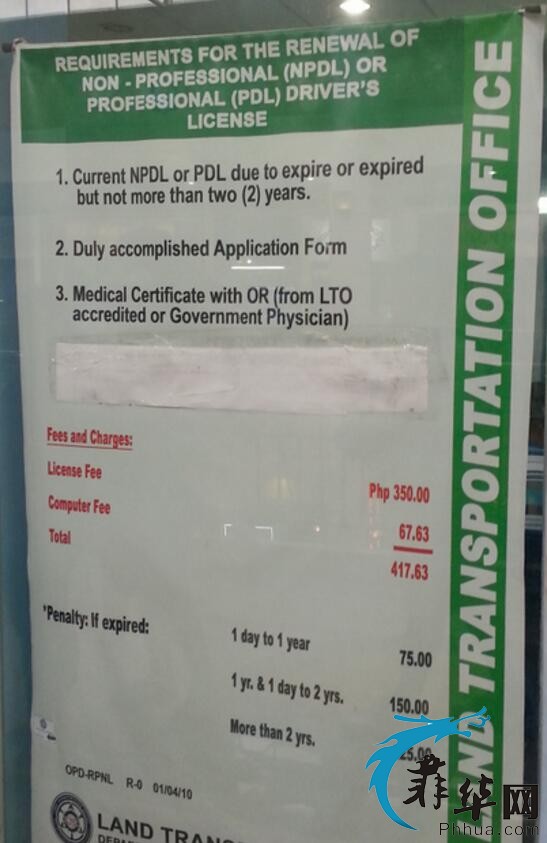 REQUIREMENTS FOR THE RENEWAL OF
NON - PROFESSIONAL (NPDL) OR
PROFESSIONAL (PDL) DRIVER'S
LICENSE
1. Current NPDL or PDL due to expire or expired
but not more than two (2) years.
2. Duly accomplished Application Form
3. Medical Certificate with OR (from LTO
accredited or Government Physician)
Fees and Charges:
License Fee Php 350.00
Computer Fee 67.63
Total 417.63
*Penalty: If expired:
1 day to 1 year 75.00
1 yr. & 1 day to 2 yrs. 150.00
More than 2 yrs. 25.00
OPD-RPNL R-0 01/04/10
LAND TRANS
LAND TRANSPORTATION OFFICE
菲华网
Phhua.com